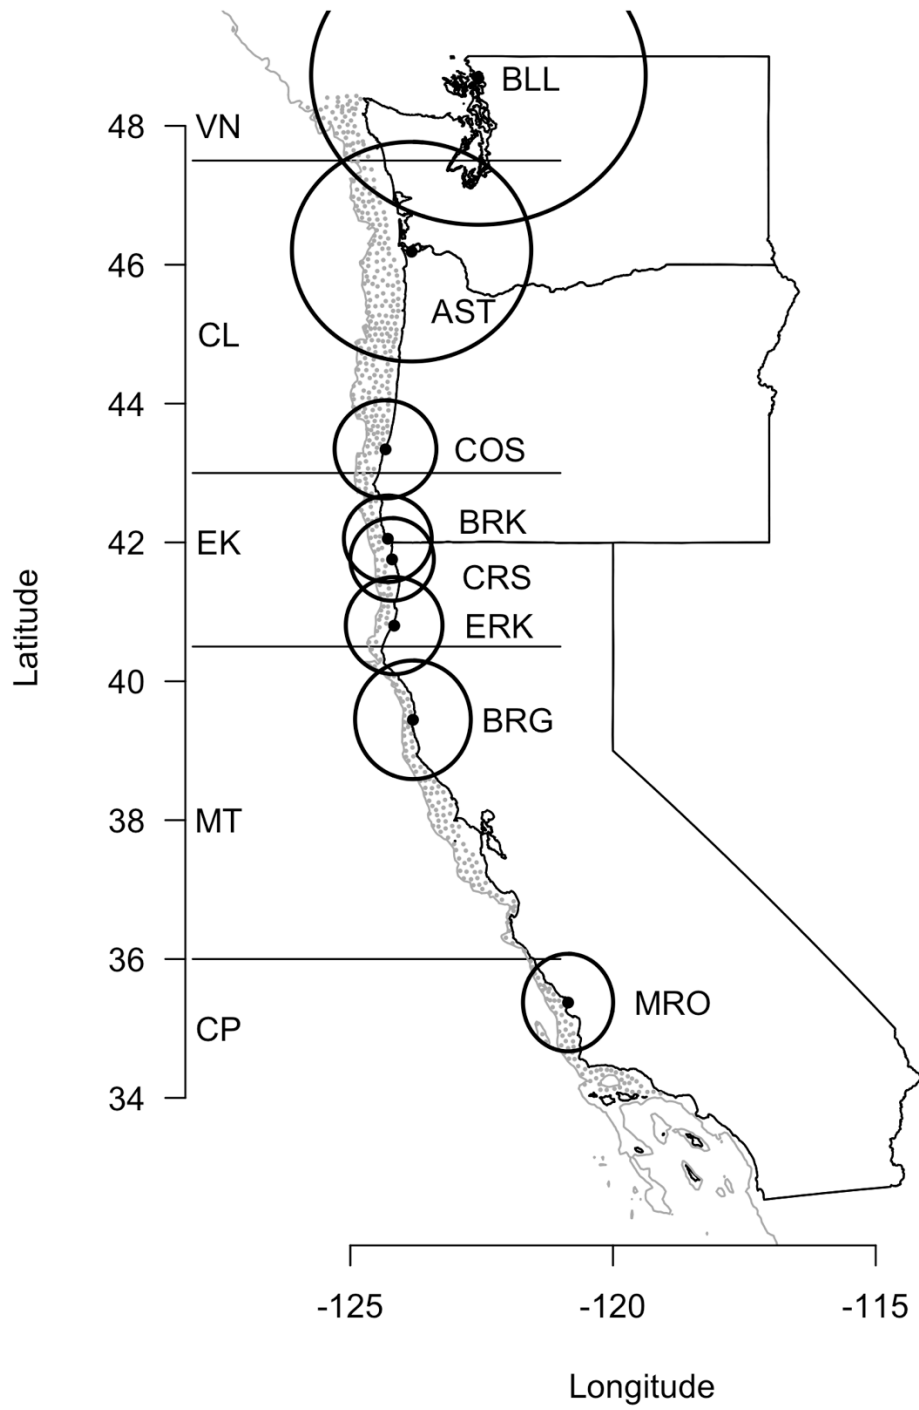 BLL
48
VN
46
AST
CL
44
COS
BRK
EK
42
CRS
ERK
40
BRG
MT
38
36
MRO
CP
34
Latitude
-125
-120
-115
Longitude